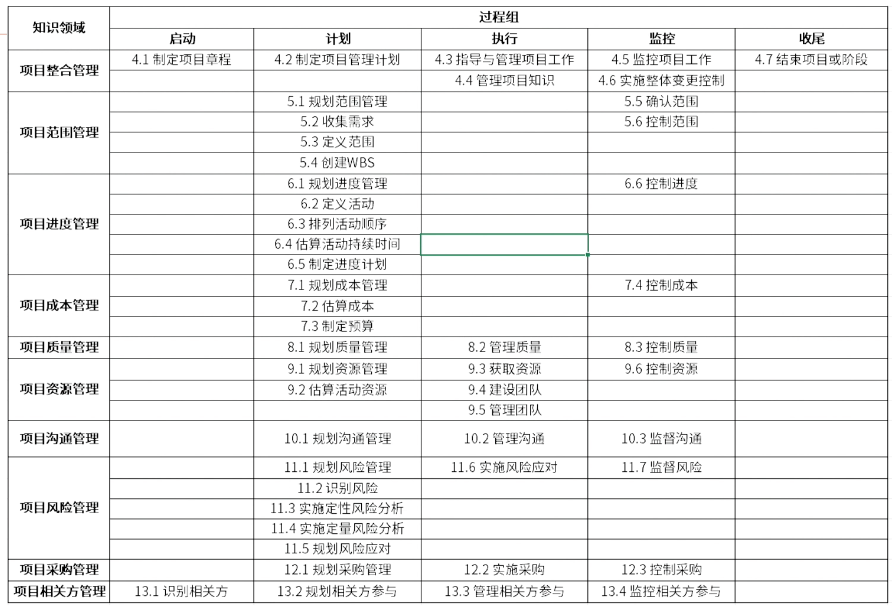 知识领域 过程组
启动 计划 执行 监控 收尾
项目整合管理 4.1 制定项目章程 4.2 制定项目管理计划 4.3 指导与管理项目工作 4.5 监控项目工作 4.7 结束项目或阶段
4.4 管理项目知识 4.6 实施整体变更控制
项目范围管理 5.1 规划范围管理 5.5 确认范围
5.2 收集需求 5.6 控制范围
5.3 定义范围
5.4 创建WBS
项目进度管理 6.1 规划进度管理 6.6 控制进度
6.2 定义活动
6.3 排列活动顺序
6.4 估算活动持续时间
6.5 制定进度计划
项目成本管理 7.1 规划成本管理 7.4 控制成本
7.2 估算成本
7.3 制定预算
项目质量管理 8.1 规划质量管理 8.2 管理质量 8.3 控制质量
项目资源管理 9.1 规划资源管理 9.3 获取资源 9.6 控制资源
9.2 估算活动资源 9.4 建设团队
9.5 管理团队
项目沟通管理 10.1 规划沟通管理 10.2 管理沟通 10.3 监督沟通
项目风险管理 11.1 规划风险管理 11.6 实施风险应对 11.7 监督风险
11.2 识别风险
11.3 实施定性风险分析
11.4 实施定量风险分析
11.5 规划风险应对
项目采购管理 12.1 规划采购管理 12.2 实施采购 12.3 控制采购
项目相关方管理 13.1 识别相关方 13.2 规划相关方参与 13.3 管理相关方参与 13.4 监控相关方参与